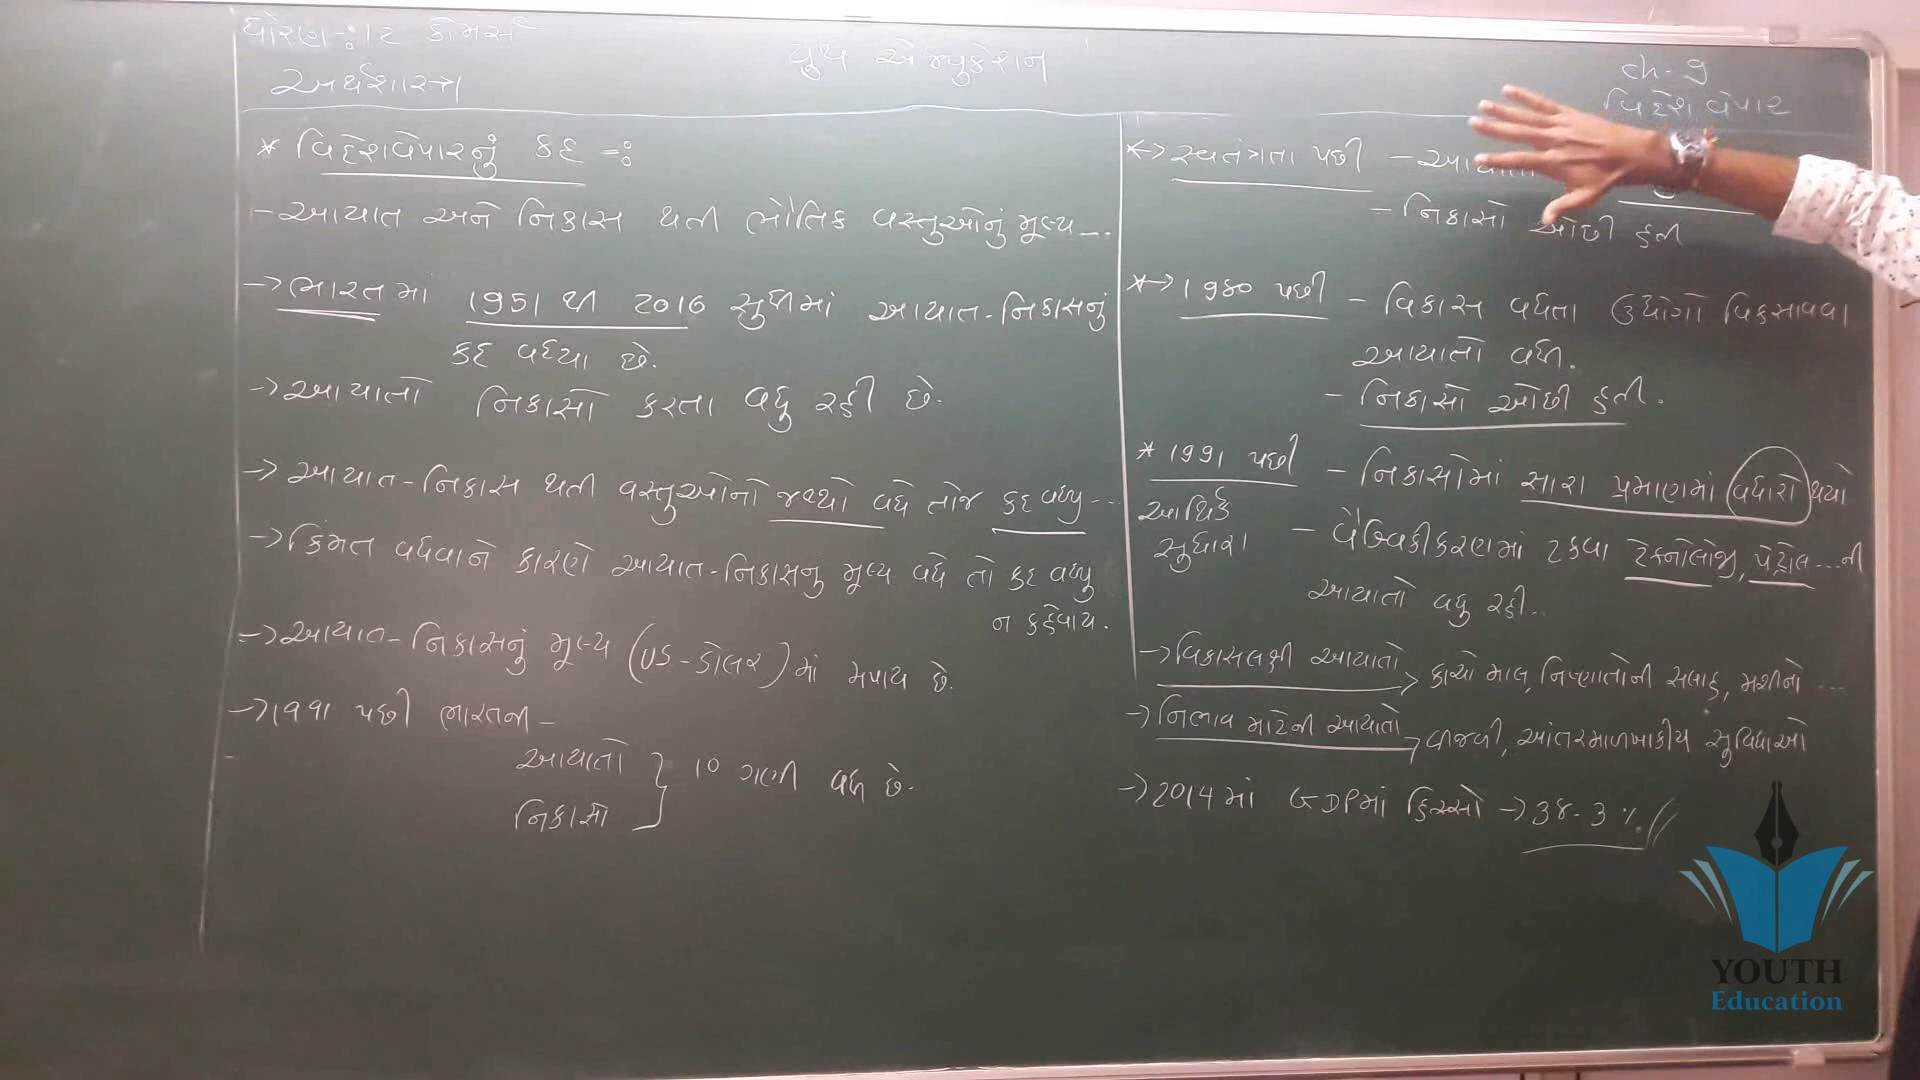 ધોરણ-:12 કોમર્સ
અર્થશાસ્ત્ર
યુથ એજ્યુકેશન
ch-9
વિદેશવેપાર
* વિદેશવેપારનું કદ -:
- આયાત અને નિકાસ થતી ભૌતિક વસ્તુઓનું મૂલ્ય ...
→ ભારતમાં 1951 થી 2016 સુધીમાં આયાત-નિકાસનું
કદ વધ્યા છે.
→ આયાતો નિકાસો કરતા વધુ રહી છે.
→ આયાત-નિકાસ થતી વસ્તુઓનો જથ્થો વધે તોજ કદ વધ્યુ ...
→ કિંમત વધવાને કારણે આયાત-નિકાસનુ મૂલ્ય વધે તો કદ વધ્યુ
ન કહેવાય.
→ આયાત-નિકાસનું મૂલ્ય (US-ડોલર) માં મપાય છે.
→ 1991 પછી ભારતની -
આયાતો
નિકાસો } 10 ગણી વધી છે.
*→ સ્વતંત્રતા પછી - આયાતો
- નિકાસો ઓછી હતી
*→ 1980 પછી - વિકાસ વધતા ઉદ્યોગો વિકસાવવા
આયાતો વધી.
- નિકાસો ઓછી હતી.
* 1991 પછી - નિકાસોમાં સારા પ્રમાણમાં વધારો થયો
આર્થિક
સુધારા - વૈશ્વિકીકરણમાં ટકવા ટેકનોલોજી, પેટ્રોલ ... ની
આયાતો વધુ રહી..
→ વિકાસલક્ષી આયાતો → કાચો માલ, નિષ્ણાતોની સલાહ, મશીનો ...
→ નિભાવ માટેની આયાતો → વીજળી, આંતરમાળખાકીય સુવિધાઓ
→ 2014 માં GDPમાં હિસ્સો → 38.3 %
YOUTH
Education